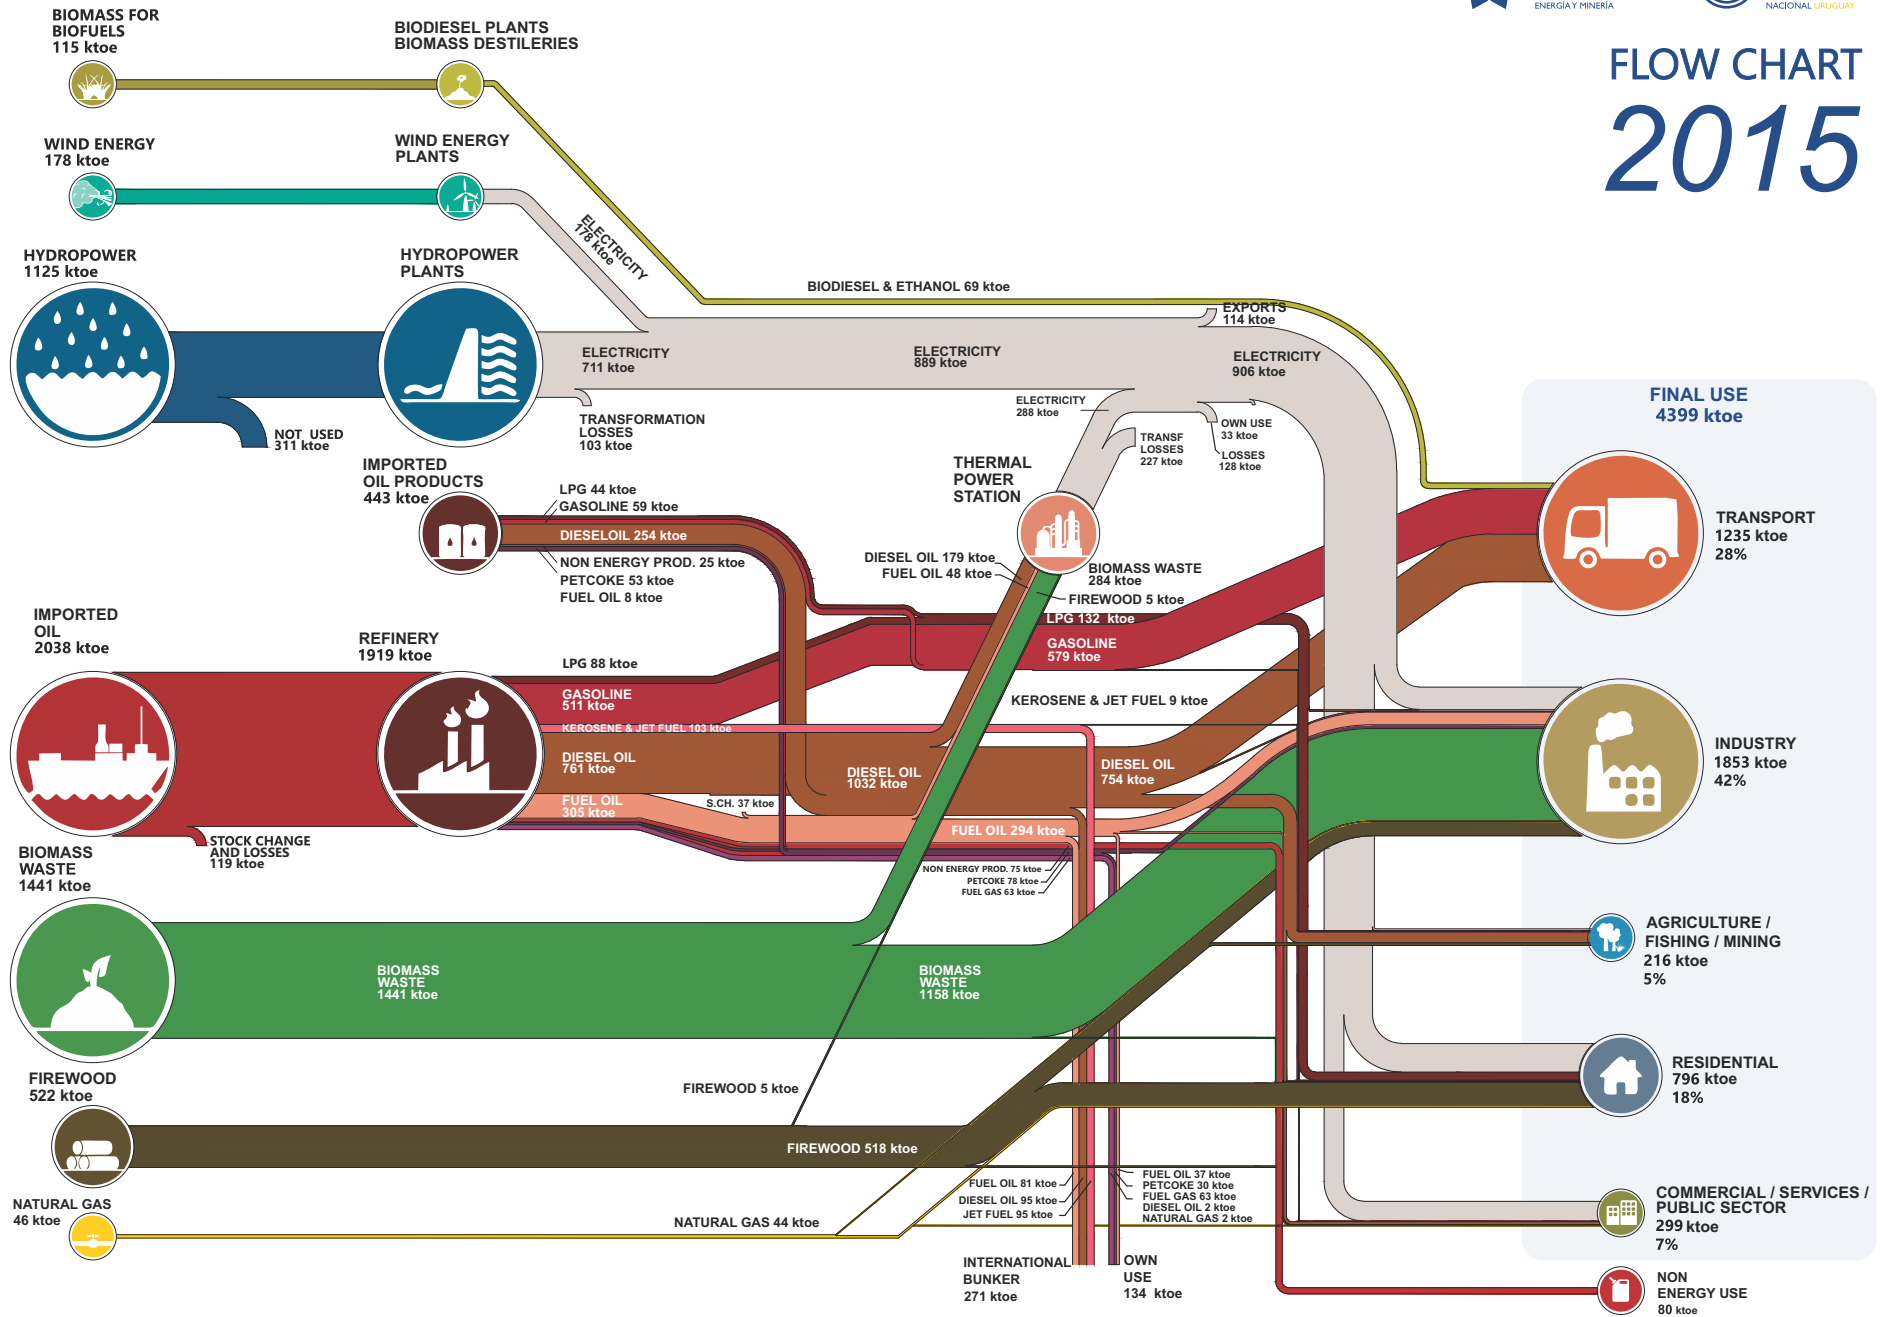 ENERGÍA Y MINERÍA
NACIONAL URUGUAY
FLOW CHART
2015
BIOMASS FOR
BIOFUELS
115 ktoe
BIODIESEL PLANTS
BIOMASS DESTILERIES
WIND ENERGY
178 ktoe
WIND ENERGY
PLANTS
ELECTRICITY
178 ktoe
HYDROPOWER
1125 ktoe
HYDROPOWER
PLANTS
BIODIESEL & ETHANOL 69 ktoe
EXPORTS
114 ktoe
ELECTRICITY
711 ktoe
ELECTRICITY
889 ktoe
ELECTRICITY
906 ktoe
NOT USED
311 ktoe
TRANSFORMATION
LOSSES
103 ktoe
ELECTRICITY
288 ktoe
TRANSF
LOSSES
227 ktoe
OWN USE
33 ktoe
LOSSES
128 ktoe
FINAL USE
4399 ktoe
IMPORTED
OIL PRODUCTS
443 ktoe
LPG 44 ktoe
GASOLINE 59 ktoe
DIESELOIL 254 ktoe
NON ENERGY PROD. 25 ktoe
PETCOKE 53 ktoe
FUEL OIL 8 ktoe
THERMAL
POWER
STATION
DIESEL OIL 179 ktoe
FUEL OIL 48 ktoe
BIOMASS WASTE
284 ktoe
FIREWOOD 5 ktoe
LPG 132 ktoe
GASOLINE
579 ktoe
TRANSPORT
1235 ktoe
28%
IMPORTED
OIL
2038 ktoe
REFINERY
1919 ktoe
LPG 88 ktoe
GASOLINE
511 ktoe
KEROSENE & JET FUEL 103 ktoe
KEROSENE & JET FUEL 9 ktoe
DIESEL OIL
761 ktoe
DIESEL OIL
1032 ktoe
DIESEL OIL
754 ktoe
INDUSTRY
1853 ktoe
42%
FUEL OIL
305 ktoe
S.CH. 37 ktoe
FUEL OIL 294 ktoe
STOCK CHANGE
AND LOSSES
119 ktoe
NON ENERGY PROD. 75 ktoe
PETCOKE 78 ktoe
FUEL GAS 63 ktoe
BIOMASS
WASTE
1441 ktoe
BIOMASS
WASTE
1441 ktoe
BIOMASS
WASTE
1158 ktoe
AGRICULTURE /
FISHING / MINING
216 ktoe
5%
FIREWOOD
522 ktoe
FIREWOOD 5 ktoe
FIREWOOD 518 ktoe
RESIDENTIAL
796 ktoe
18%
NATURAL GAS
46 ktoe
NATURAL GAS 44 ktoe
FUEL OIL 81 ktoe
DIESEL OIL 95 ktoe
JET FUEL 95 ktoe
FUEL OIL 37 ktoe
PETCOKE 30 ktoe
FUEL GAS 63 ktoe
DIESEL OIL 2 ktoe
NATURAL GAS 2 ktoe
COMMERCIAL / SERVICES /
PUBLIC SECTOR
299 ktoe
7%
INTERNATIONAL
BUNKER
271 ktoe
OWN
USE
134 ktoe
NON
ENERGY USE
80 ktoe